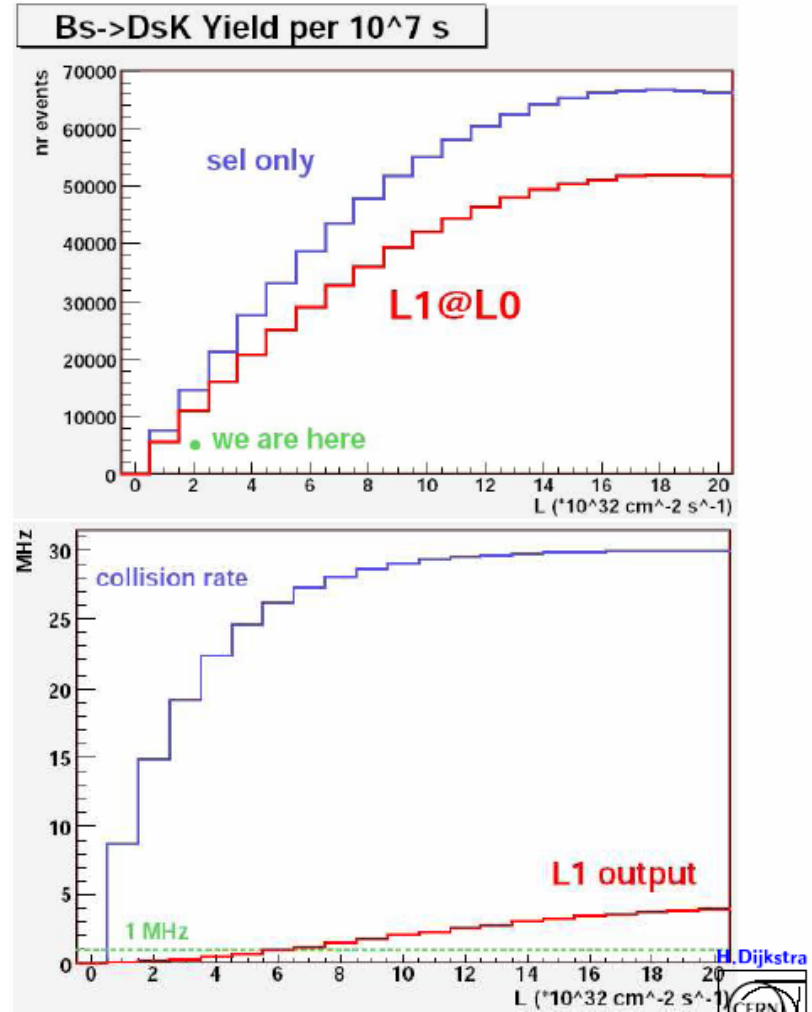 Bs->DsK Yield per 10^7 s
nr events
70000
60000
50000
40000
30000
20000
10000
0
sel only
L1@L0
we are here
0 2 4 6 8 10 12 14 16 18 20
L (*10^32 cm^-2 s^-1)
MHz
30
25
20
15
10
5
0
collision rate
L1 output
1 MHz
H.Dijkstra
0 2 4 6 8 10 12 14 16 18 20
L (*10^32 cm^-2 s^-1)
CERN